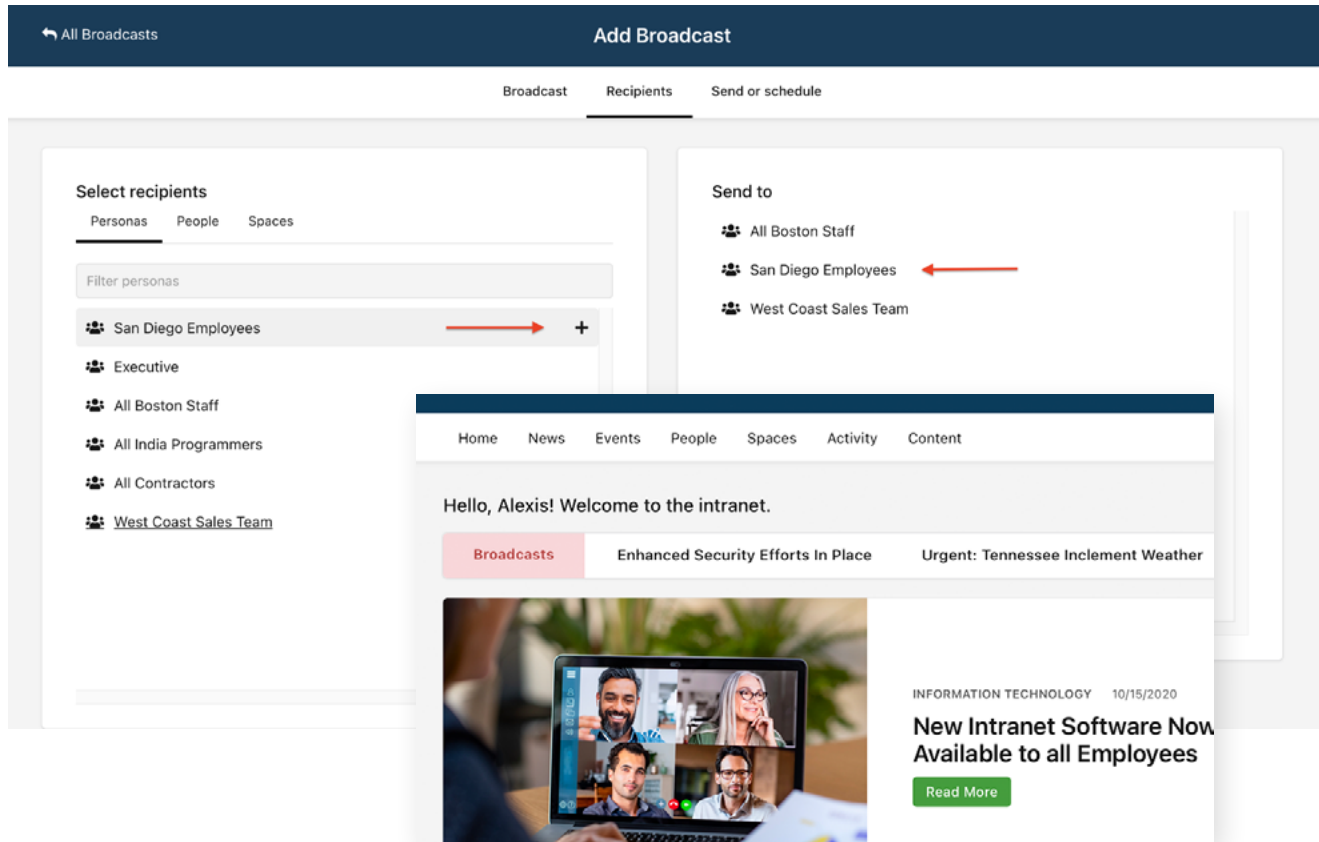 All Broadcasts
Add Broadcast
Broadcast Recipients Send or schedule
Select recipients
Personas People Spaces
Filter personas
San Diego Employees
Executive
All Boston Staff
All India Programmers
All Contractors
West Coast Sales Team
Send to
All Boston Staff
San Diego Employees
West Coast Sales Team
Home News Events People Spaces Activity Content
Hello, Alexis! Welcome to the intranet.
Broadcasts Enhanced Security Efforts In Place Urgent: Tennessee Inclement Weather
INFORMATION TECHNOLOGY 10/15/2020
New Intranet Software Now
Available to all Employees
Read More